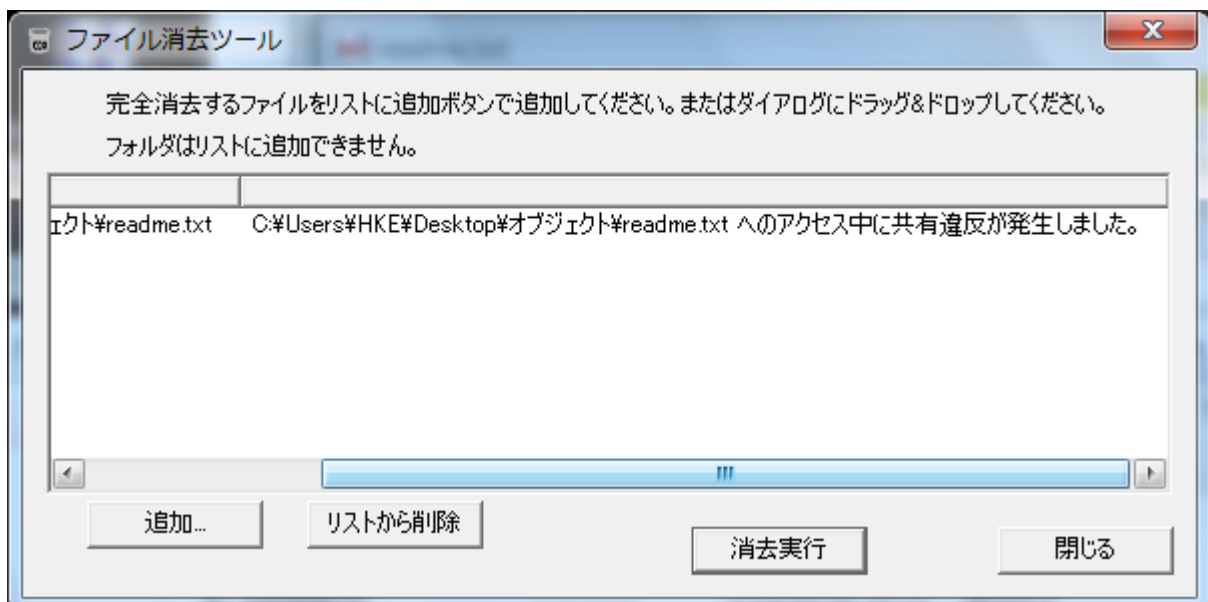 ファイル消去ツール
完全消去するファイルをリストに追加ボタンで追加してください。またはダイアログにドラッグ&ドロップしてください。
フォルダはリストに追加できません。
ェクト¥readme.txt C:¥Users¥HKE¥Desktop¥オブジェクト¥readme.txt へのアクセス中に共有違反が発生しました。
追加...
リストから削除
消去実行
閉じる